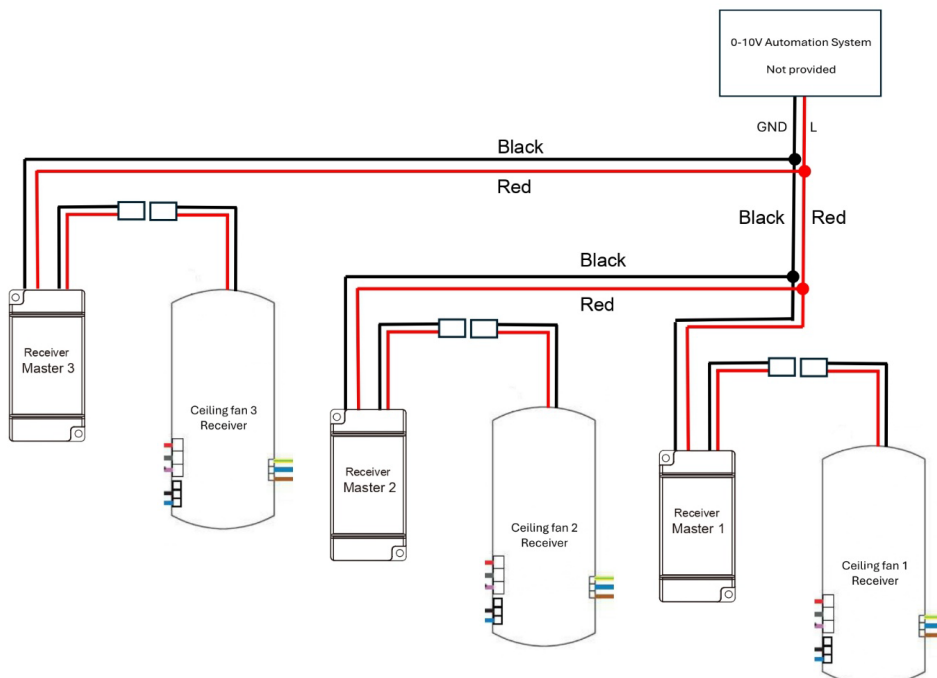 0-10V Automation System
Not provided
GND
L
Black
Red
Black
Red
Black
Red
Receiver
Master 3
Ceiling fan 3
Receiver
Receiver
Master 2
Ceiling fan 2
Receiver
Receiver
Master 1
Ceiling fan 1
Receiver